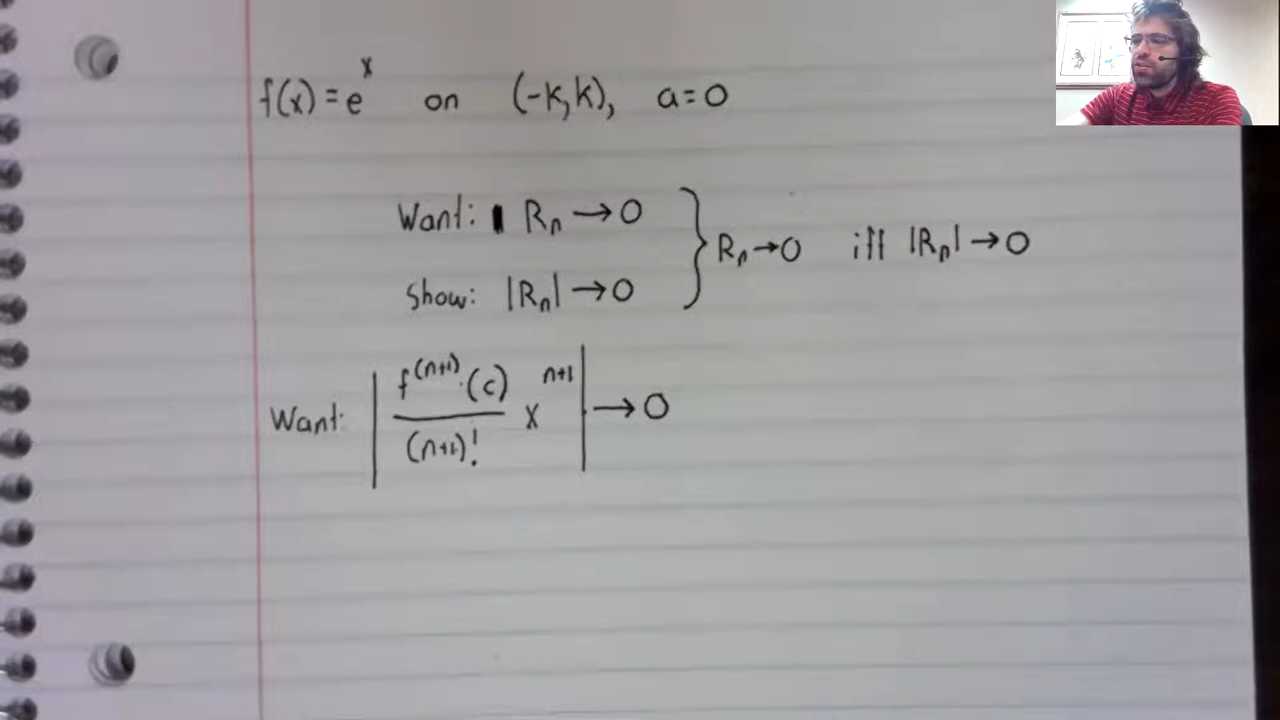 f(x) = e^x on (-k, k), a = 0
Want: R_n → 0
Show: |R_n| → 0
} R_n → 0 iff |R_n| → 0
Want: | f^(n+1) (c) / (n+1)! x^n+1 | → 0